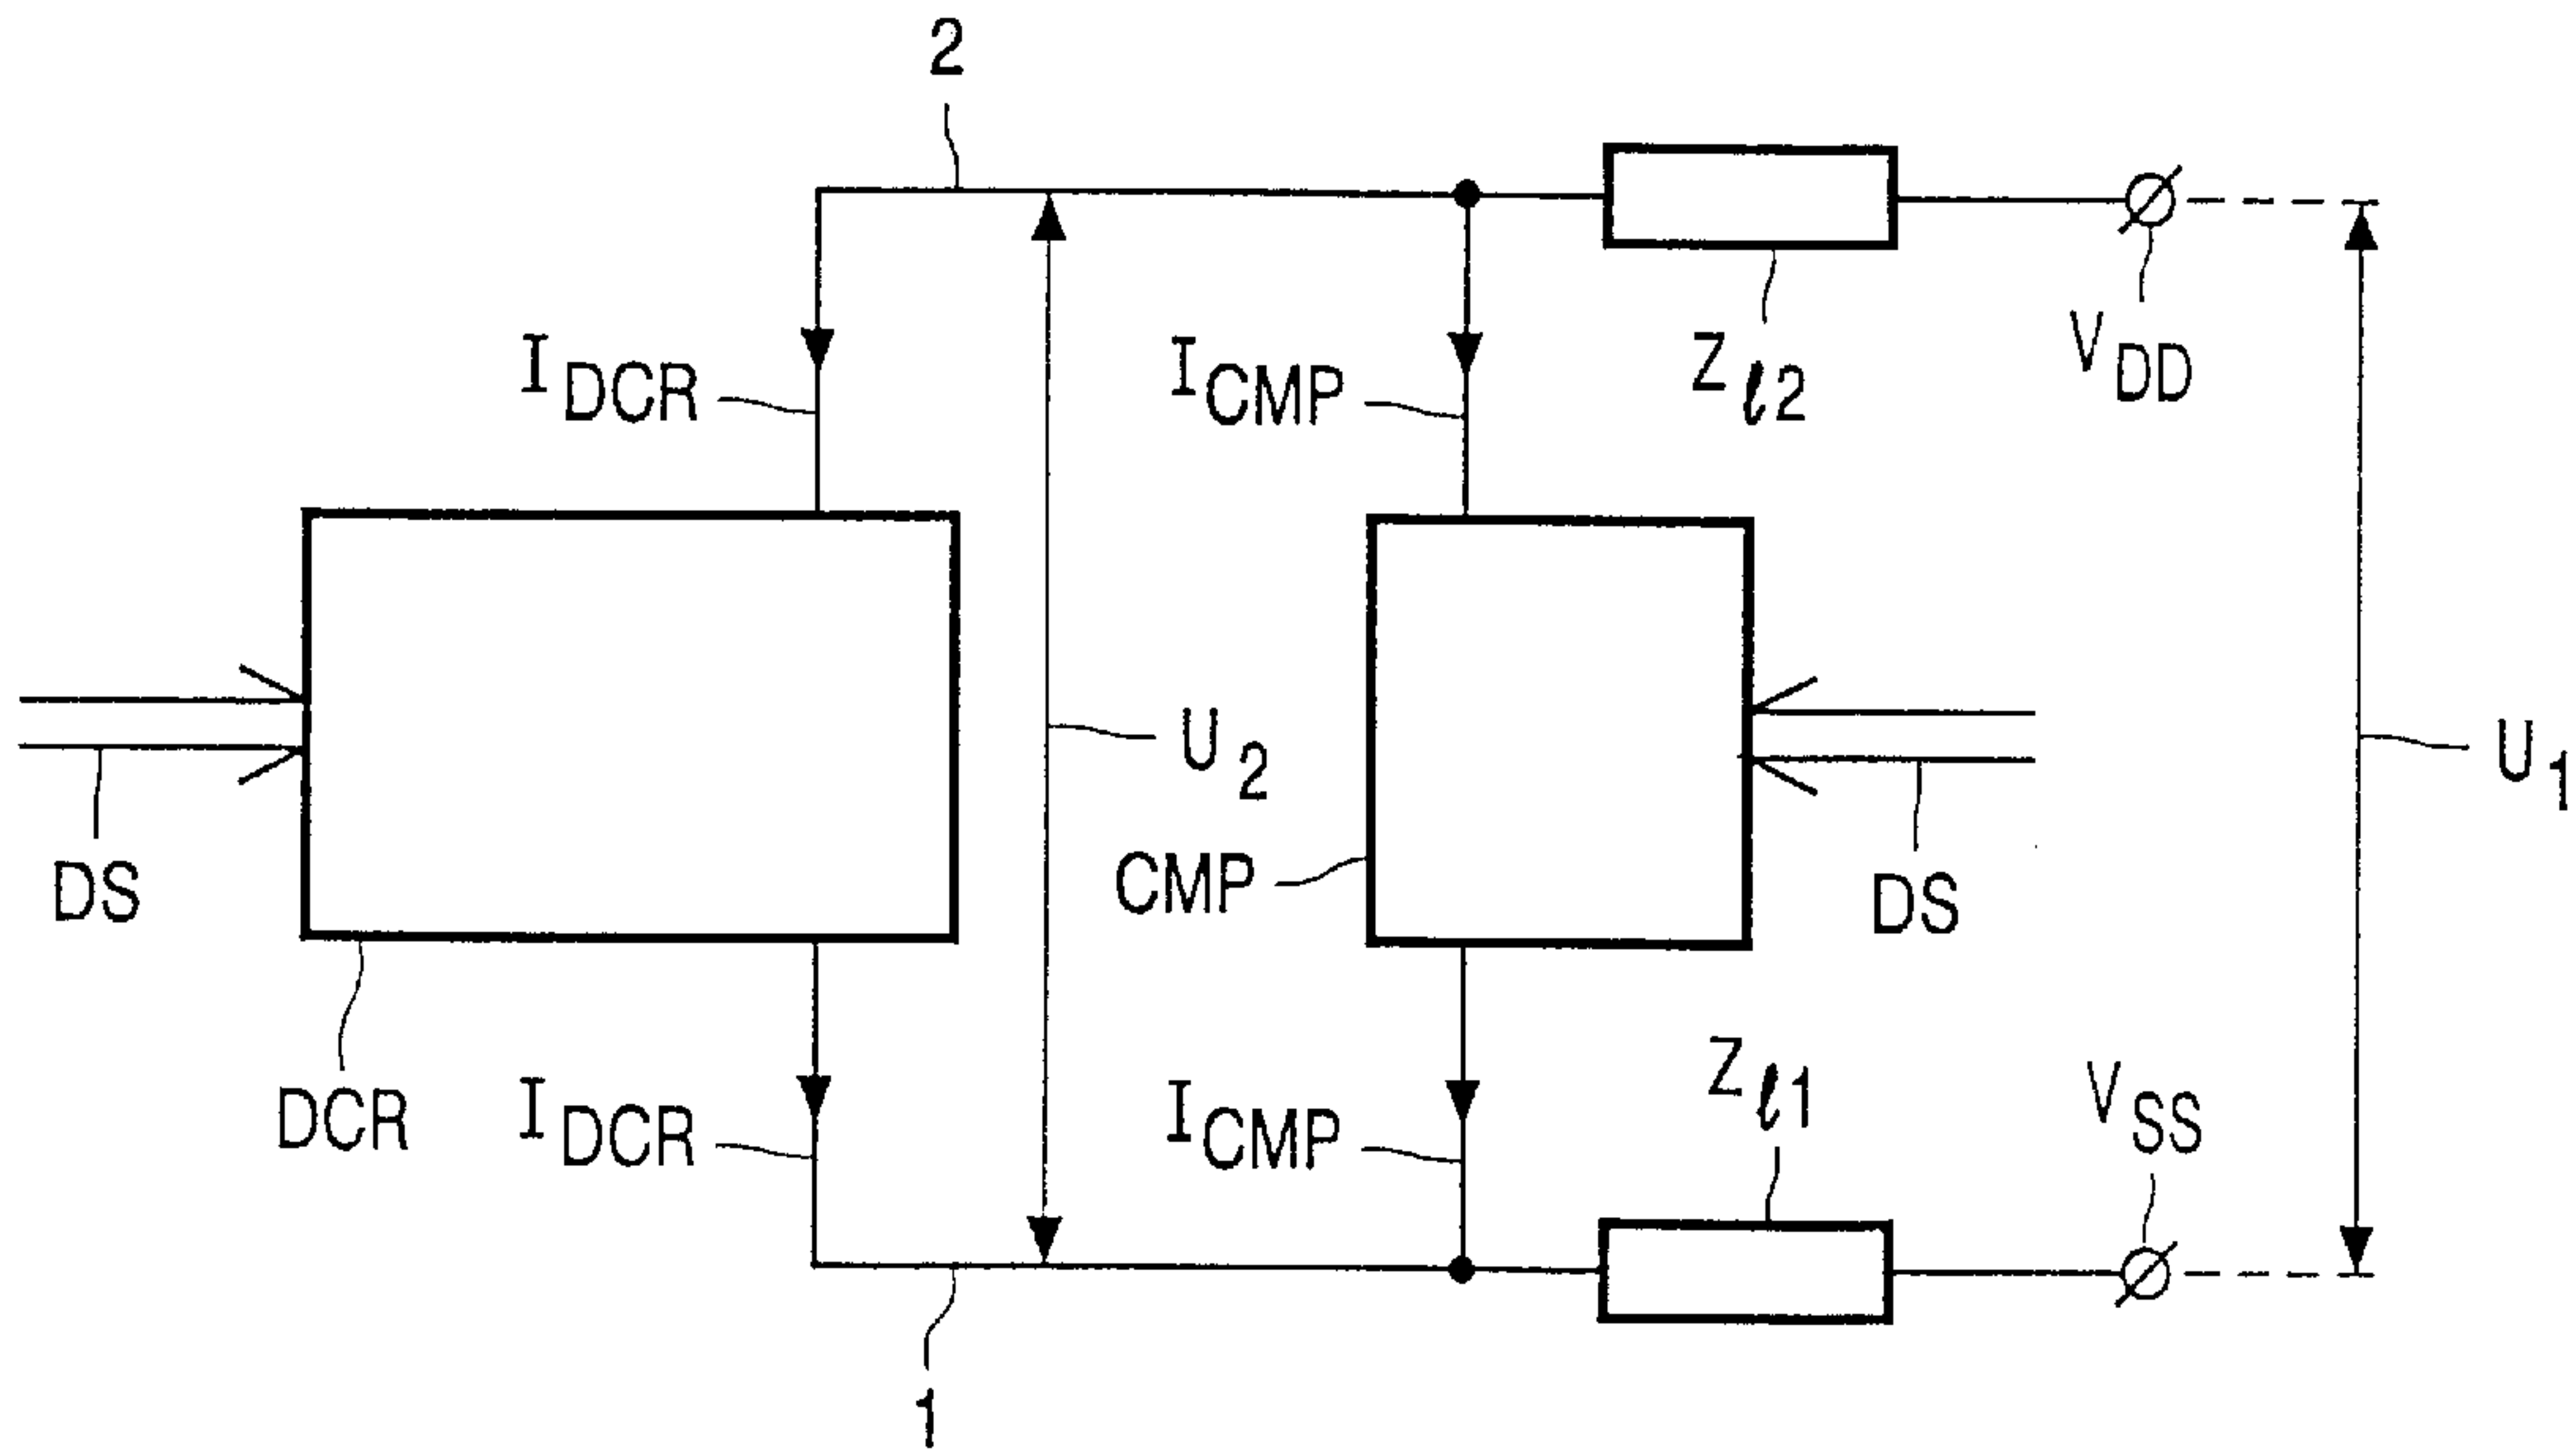 2
I DCR
I CMP
Z ℓ2
V DD
U 2
U 1
CMP
DS
DS
DCR
I DCR
I CMP
Z ℓ1
V SS
1